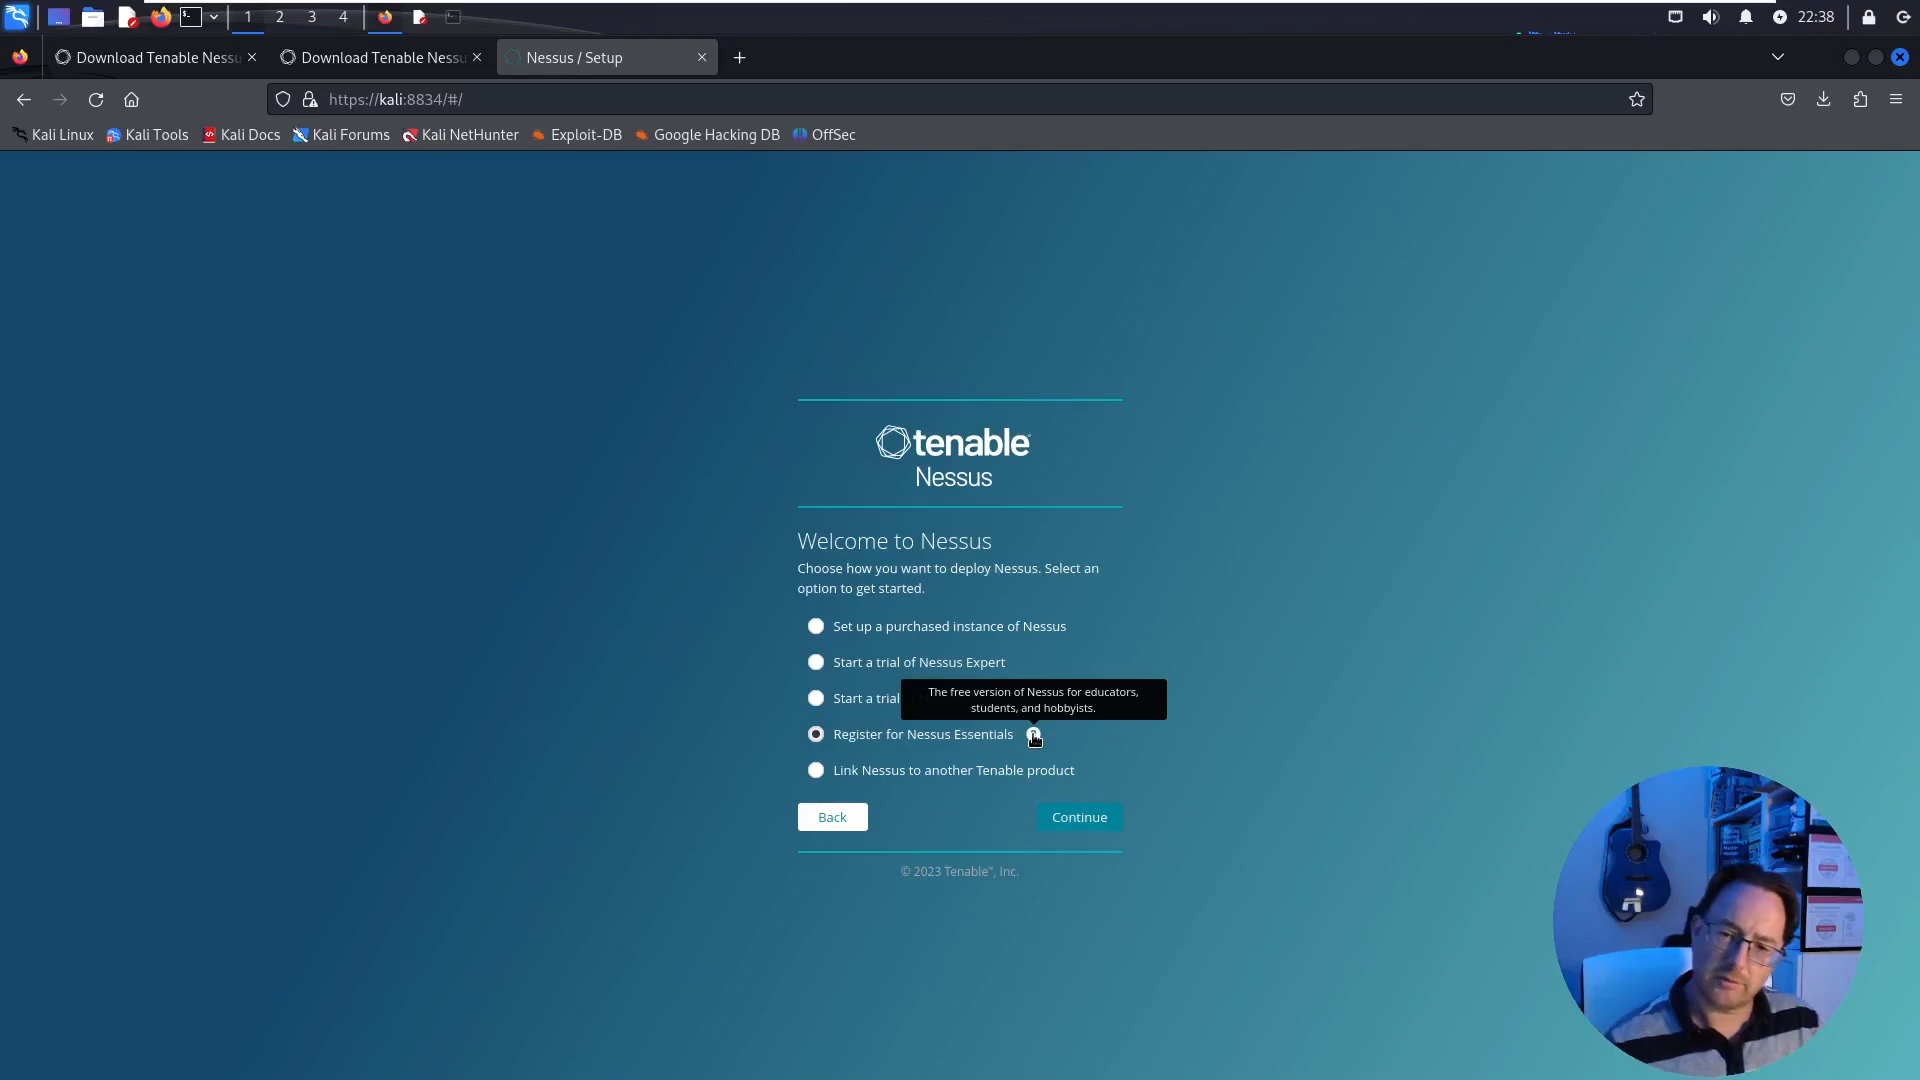 1 2 3 4
22:38
Download Tenable Nessu
Download Tenable Nessu
Nessus / Setup
https://kali:8834/#/
Kali Linux
Kali Tools
Kali Docs
Kali Forums
Kali NetHunter
Exploit-DB
Google Hacking DB
OffSec
tenable
Nessus
Welcome to Nessus
Choose how you want to deploy Nessus. Select an
option to get started.
Set up a purchased instance of Nessus
Start a trial of Nessus Expert
Start a trial
The free version of Nessus for educators,
students, and hobbyists.
Register for Nessus Essentials
Link Nessus to another Tenable product
Back
Continue
© 2023 Tenable™, Inc.